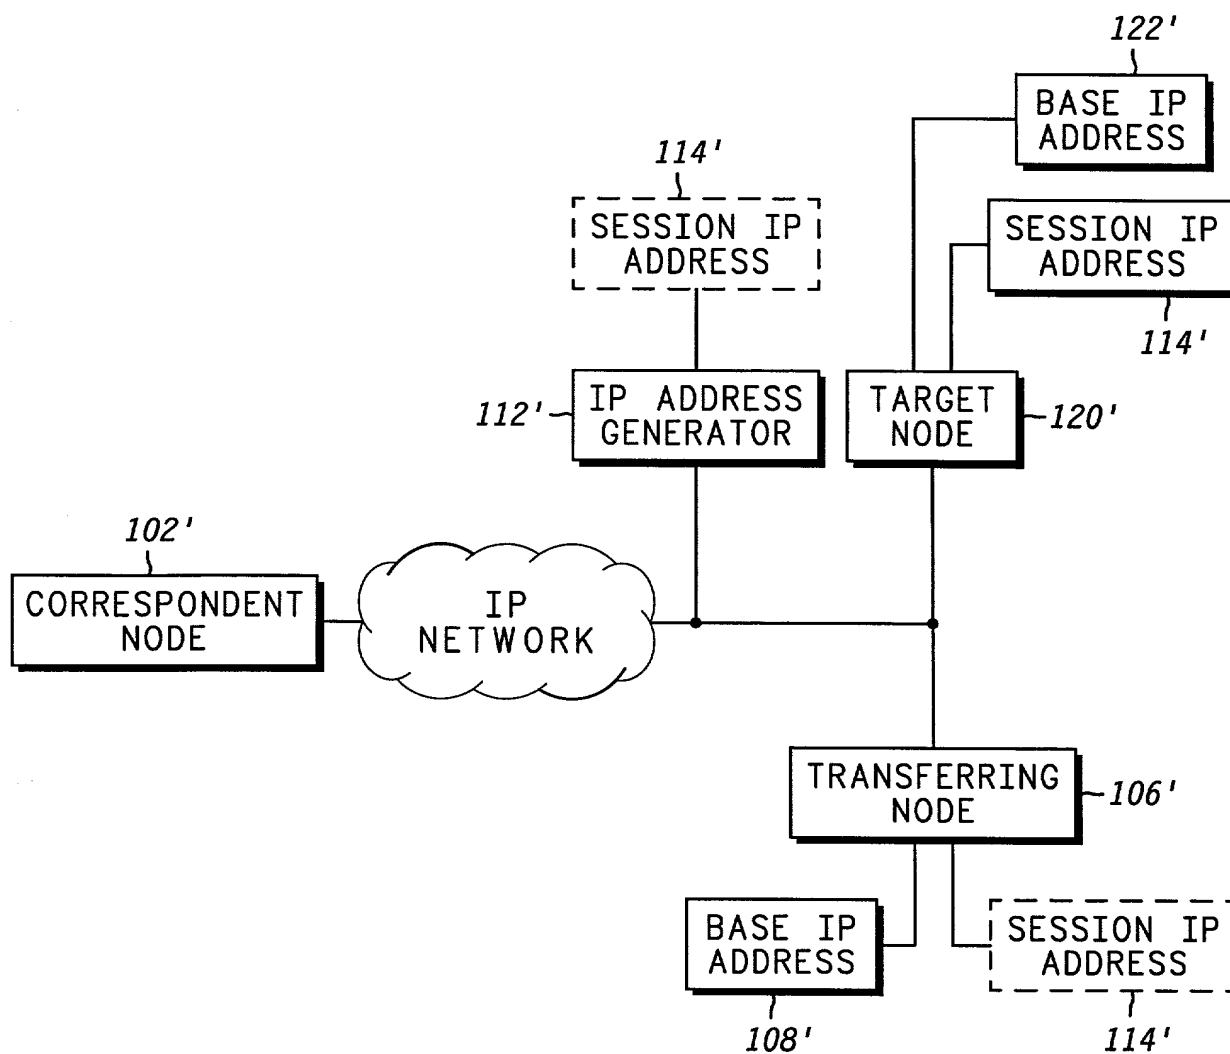 122'
BASE IP
ADDRESS
114'
SESSION IP
ADDRESS
SESSION IP
ADDRESS
114'
112'
IP ADDRESS
GENERATOR
TARGET
NODE
120'
102'
CORRESPONDENT
NODE
IP
NETWORK
TRANSFERRING
NODE
106'
BASE IP
ADDRESS
108'
SESSION IP
ADDRESS
114'